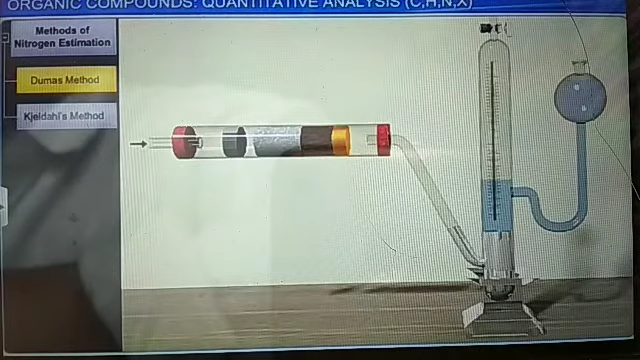 ORGANIC COMPOUNDS: QUANTITATIVE ANALYSIS (C,H,N,X)
Methods of
Nitrogen Estimation
Dumas Method
Kjeldahl's Method